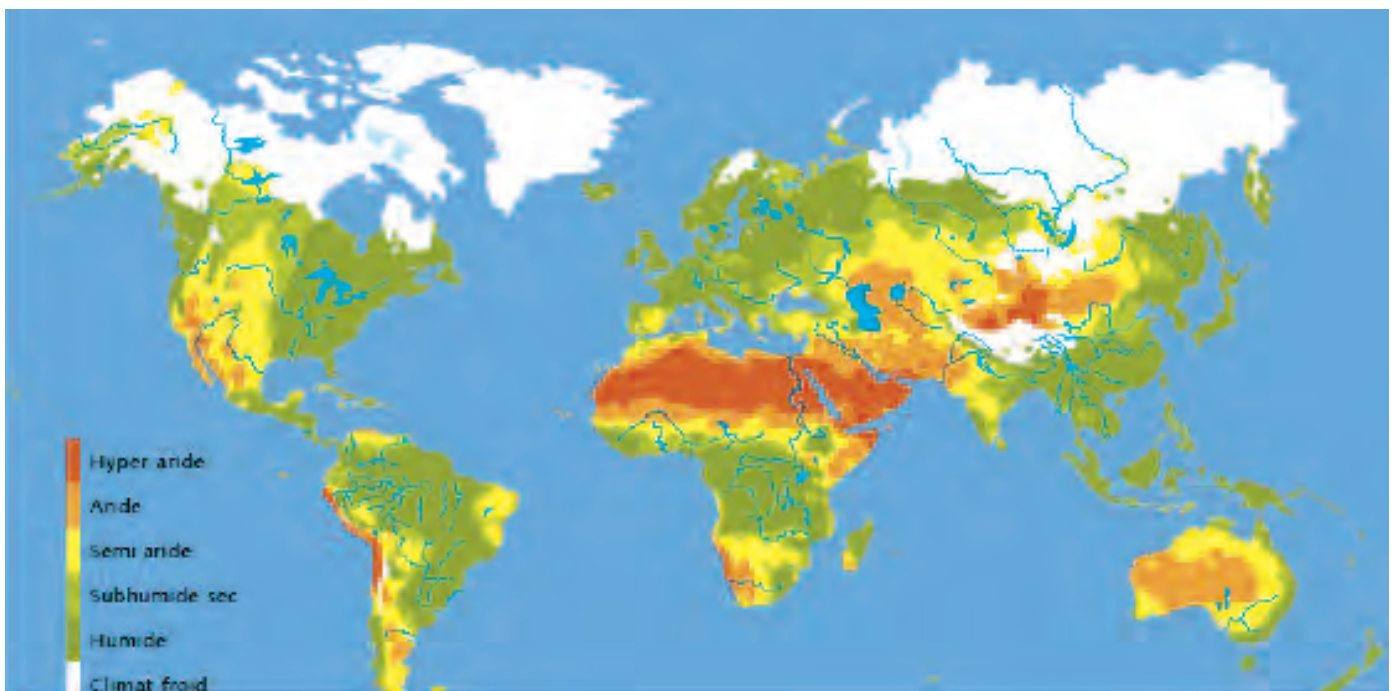 Hyper aride
Aride
Semi aride
Subhumide sec
Humide
Climat froid